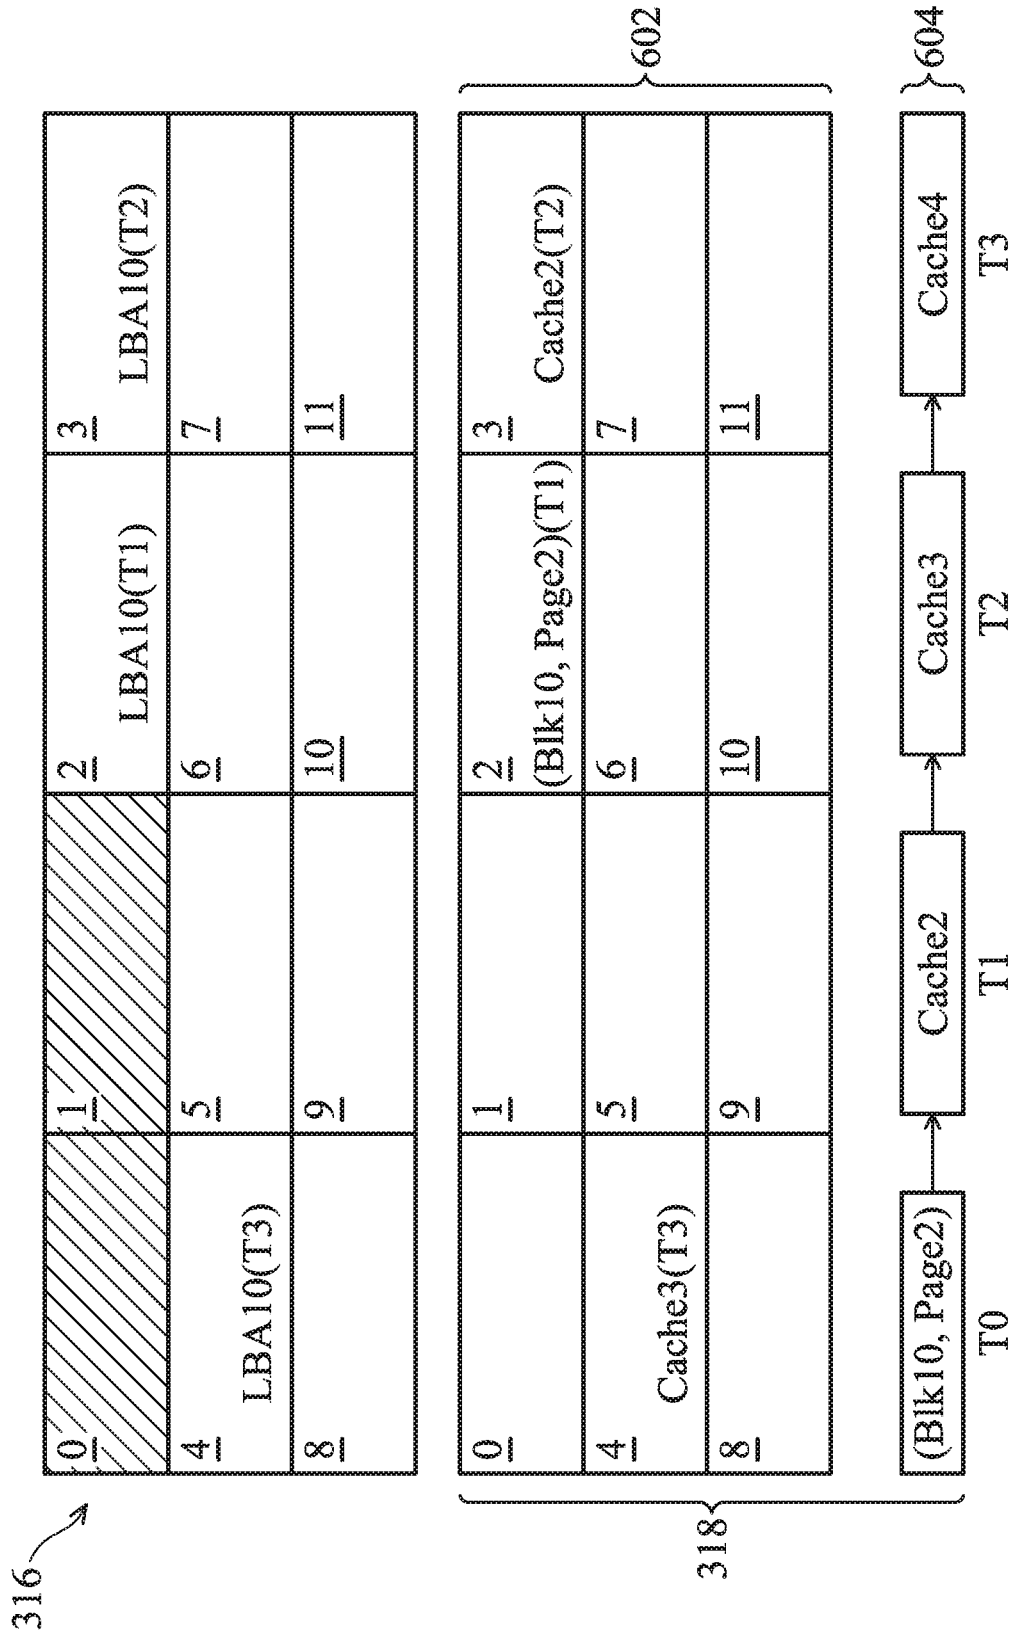 316
0
1
2
LBA10(T1)
3
LBA10(T2)
4
LBA10(T3)
5
6
7
8
9
10
11
318
602
0
1
2
(Blk10, Page2)(T1)
3
Cache2(T2)
4
Cache3(T3)
5
6
7
8
9
10
11
604
(Blk10, Page2)
Cache2
Cache3
Cache4
T0
T1
T2
T3